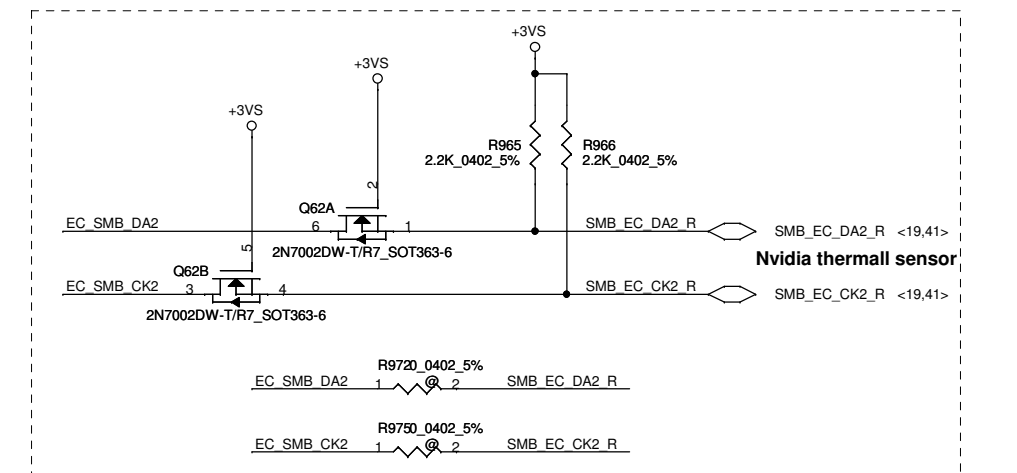 +3VS
+3VS
+3VS
R965
2.2K_0402_5%
R966
2.2K_0402_5%
2
Q62A
EC_SMB_DA2
6
1
SMB_EC_DA2_R
SMB_EC_DA2_R <19,41>
2N7002DW-T/R7_SOT363-6
5
Nvidia thermall sensor
Q62B
EC_SMB_CK2
3
4
SMB_EC_CK2_R
SMB_EC_CK2_R <19,41>
2N7002DW-T/R7_SOT363-6
R9720_0402_5%
EC_SMB_DA2
1
@
2
SMB_EC_DA2_R
R9750_0402_5%
EC_SMB_CK2
1
@
2
SMB_EC_CK2_R